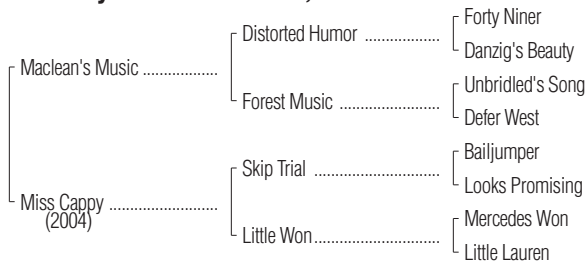 Forty Niner
Distorted Humor ..................
Danzig's Beauty
Maclean's Music ..................
Unbridled's Song
Forest Music ........................
Defer West
Bailjumper
Skip Trial ..............................
Looks Promising
Miss Cappy ..........................
(2004)
Mercedes Won
Little Won..............................
Little Lauren